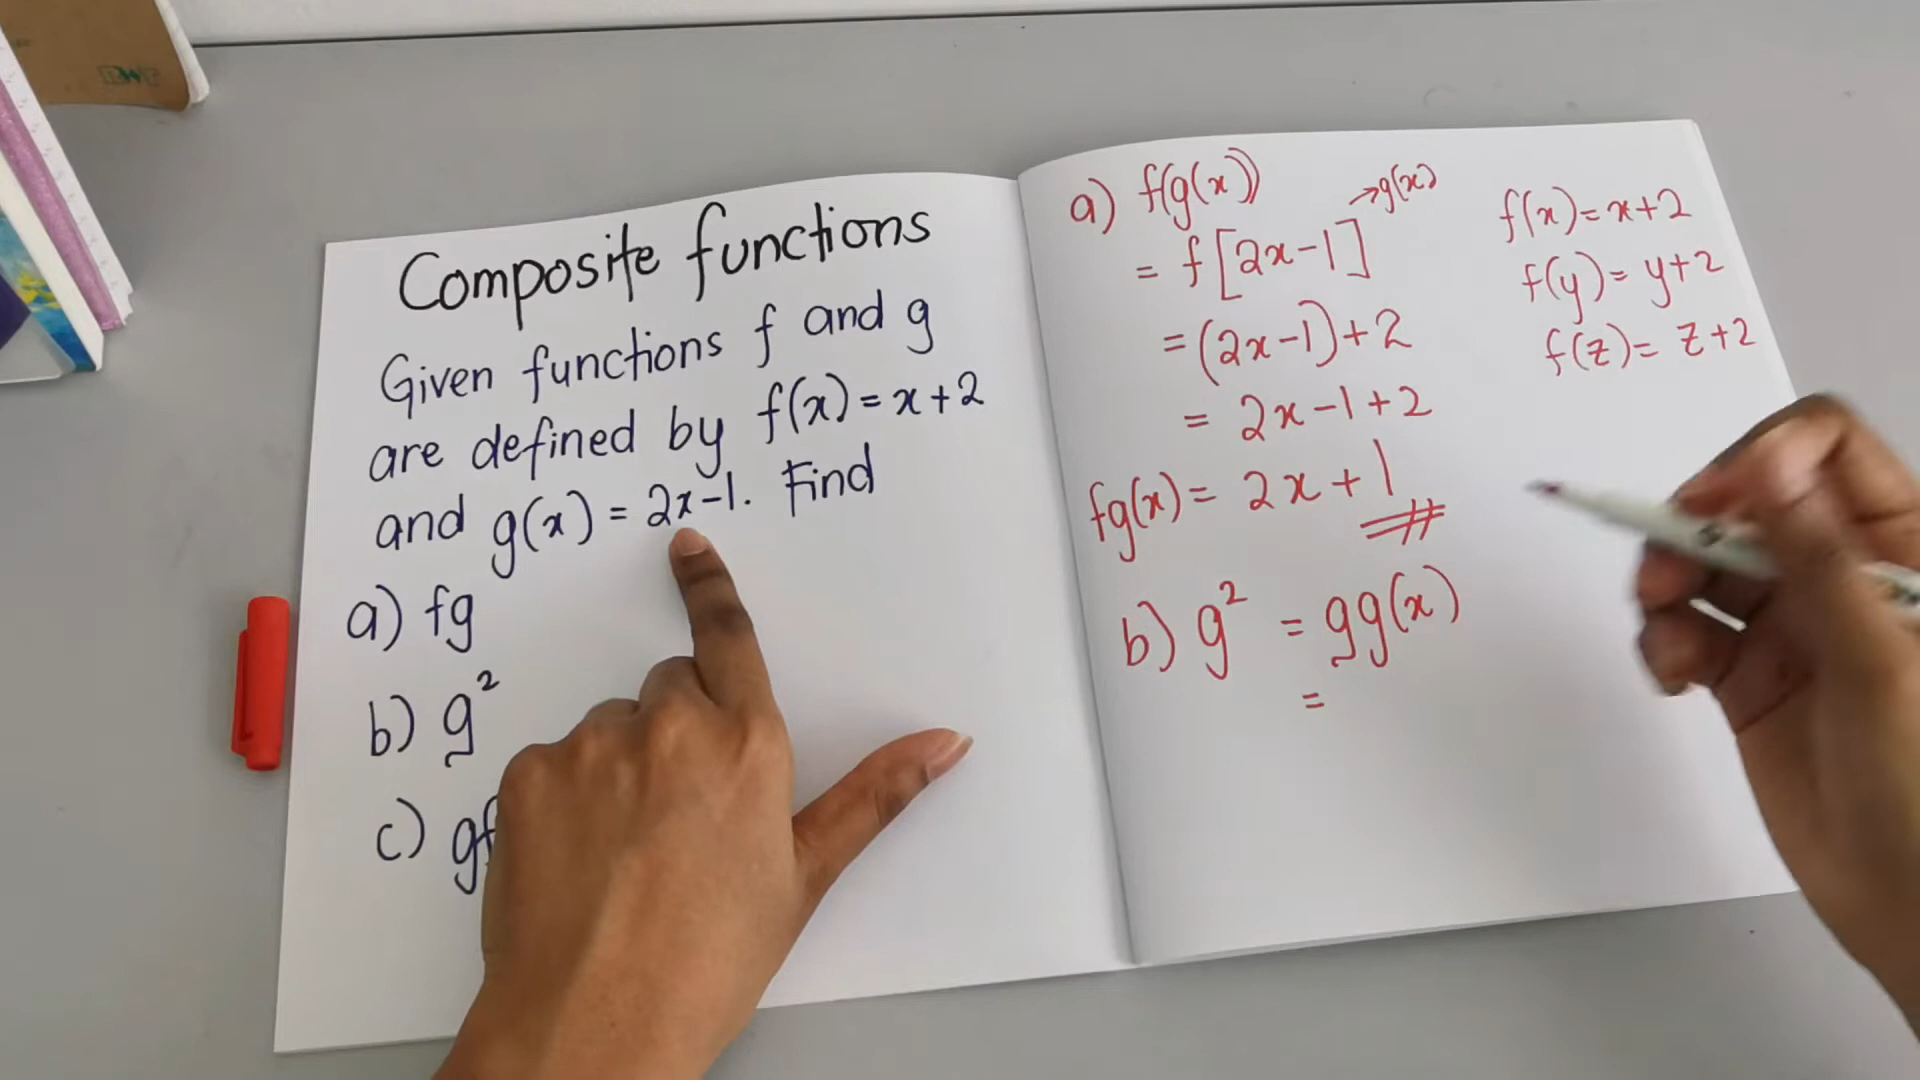 Composite functions
Given functions f and g
are defined by f(x) = x + 2
and g(x) = 2x - 1. Find
a) fg
b) g²
c) gf
a) f(g(x))
→ g(x)
= f[2x - 1]
= (2x - 1) + 2
= 2x - 1 + 2
fg(x) = 2x + 1
b) g² = gg(x)
=
f(x) = x + 2
f(y) = y + 2
f(z) = z + 2